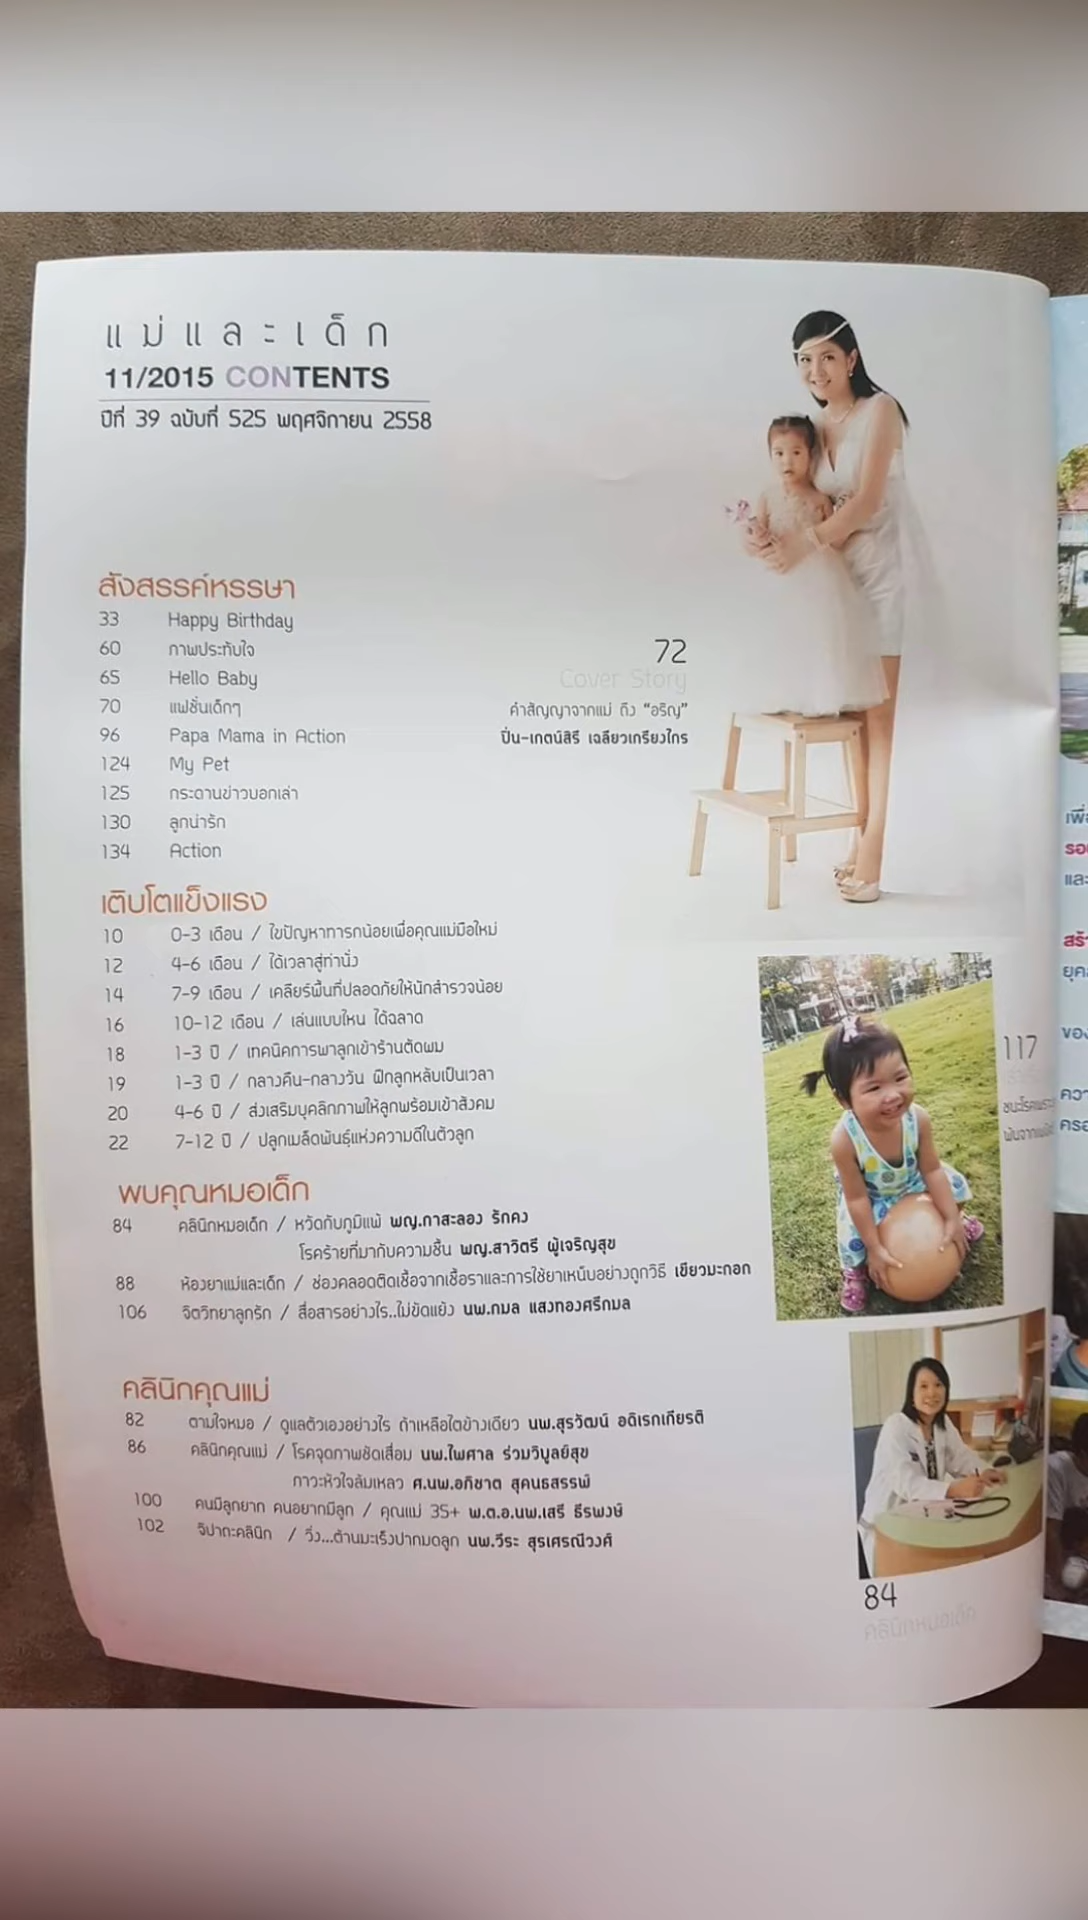 แม่และเด็ก
11/2015 CONTENTS
ปีที่ 39 ฉบับที่ 525 พฤศจิกายน 2558
สังสรรค์หรรษา
33 Happy Birthday
60 ภาพประทับใจ
65 Hello Baby
70 แฟชั่นเด็กๆ
96 Papa Mama in Action
124 My Pet
125 กระดานข่าวบอกเล่า
130 ลูกน่ารัก
134 Action
72
Cover Story
คำสัญญาจากแม่ ถึง “อริญ”
ปิ่น-เกตน์สิรี เฉลียวเกรียงไกร
เติบโตแข็งแรง
10 0-3 เดือน / ไขปัญหาทารกน้อยเพื่อคุณแม่มือใหม่
12 4-6 เดือน / ได้เวลาสู่ท่านั่ง
14 7-9 เดือน / เคลียร์พื้นที่ปลอดภัยให้นักสำรวจน้อย
16 10-12 เดือน / เล่นแบบไหน ได้ฉลาด
18 1-3 ปี / เทคนิคการพาลูกเข้าร้านตัดผม
19 1-3 ปี / กลางคืน-กลางวัน ฝึกลูกหลับเป็นเวลา
20 4-6 ปี / ส่งเสริมบุคลิกภาพให้ลูกพร้อมเข้าสังคม
22 7-12 ปี / ปลูกเมล็ดพันธุ์แห่งความดีในตัวลูก
พบคุณหมอเด็ก
84 คลินิกหมอเด็ก / หวัดกับภูมิแพ้ พญ.กาสะลอง รักคง
โรคร้ายที่มากับความชื้น พญ.สาวิตรี ผู้เจริญสุข
88 ห้องยาแม่และเด็ก / ช่องคลอดติดเชื้อจากเชื้อราและการใช้ยาเหน็บอย่างถูกวิธี เขียวมะกอก
106 จิตวิทยาลูกรัก / สื่อสารอย่างไร..ไม่ขัดแย้ง นพ.กมล แสงทองศรีกมล
คลินิกคุณแม่
82 ตามใจหมอ / ดูแลตัวเองอย่างไร ถ้าเหลือไตข้างเดียว นพ.สุรวัฒน์ อดิเรกเกียรติ
86 คลินิกคุณแม่ / โรคจุดภาพชัดเสื่อม นพ.ไพศาล ร่วมวิบูลย์สุข
ภาวะหัวใจล้มเหลว ศ.นพ.อภิชาต สุคนธสรรพ์
100 คนมีลูกยาก คนอยากมีลูก / คุณแม่ 35+ พ.ต.อ.นพ.เสรี ธีรพงษ์
102 จิปาถะคลินิก / วิ่ง...ต้านมะเร็งปากมดลูก นพ.วีระ สุรเศรณีวงศ์
117
84
คลินิกหมอเด็ก